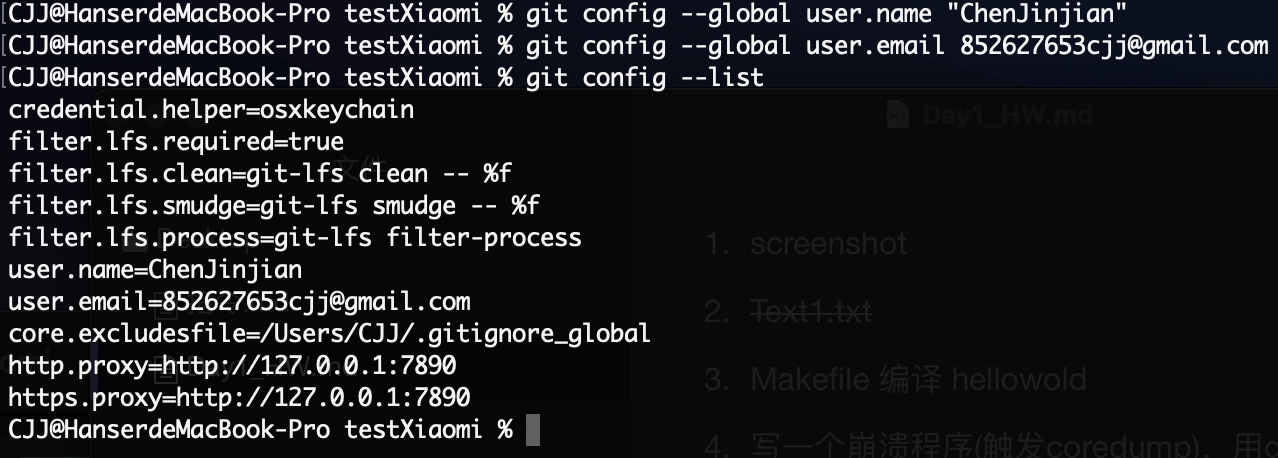 CJJ@HanserdeMacBook-Pro testXiaomi % git config --global user.name "ChenJinjian"
[CJJ@HanserdeMacBook-Pro testXiaomi % git config --global user.email 852627653cjj@gmail.com
[CJJ@HanserdeMacBook-Pro testXiaomi % git config --list
credential.helper=osxkeychain
filter.lfs.required=true
filter.lfs.clean=git-lfs clean -- %f
filter.lfs.smudge=git-lfs smudge -- %f
filter.lfs.process=git-lfs filter-process
user.name=ChenJinjian
user.email=852627653cjj@gmail.com
core.excludesfile=/Users/CJJ/.gitignore_global
http.proxy=http://127.0.0.1:7890
https.proxy=http://127.0.0.1:7890
CJJ@HanserdeMacBook-Pro testXiaomi %
文件
Day1_HW.md
Day1_HW.md
1. screenshot
2. Text1.txt
3. Makefile 编译 hellowold
4. 写一个崩溃程序(触发coredump)，用